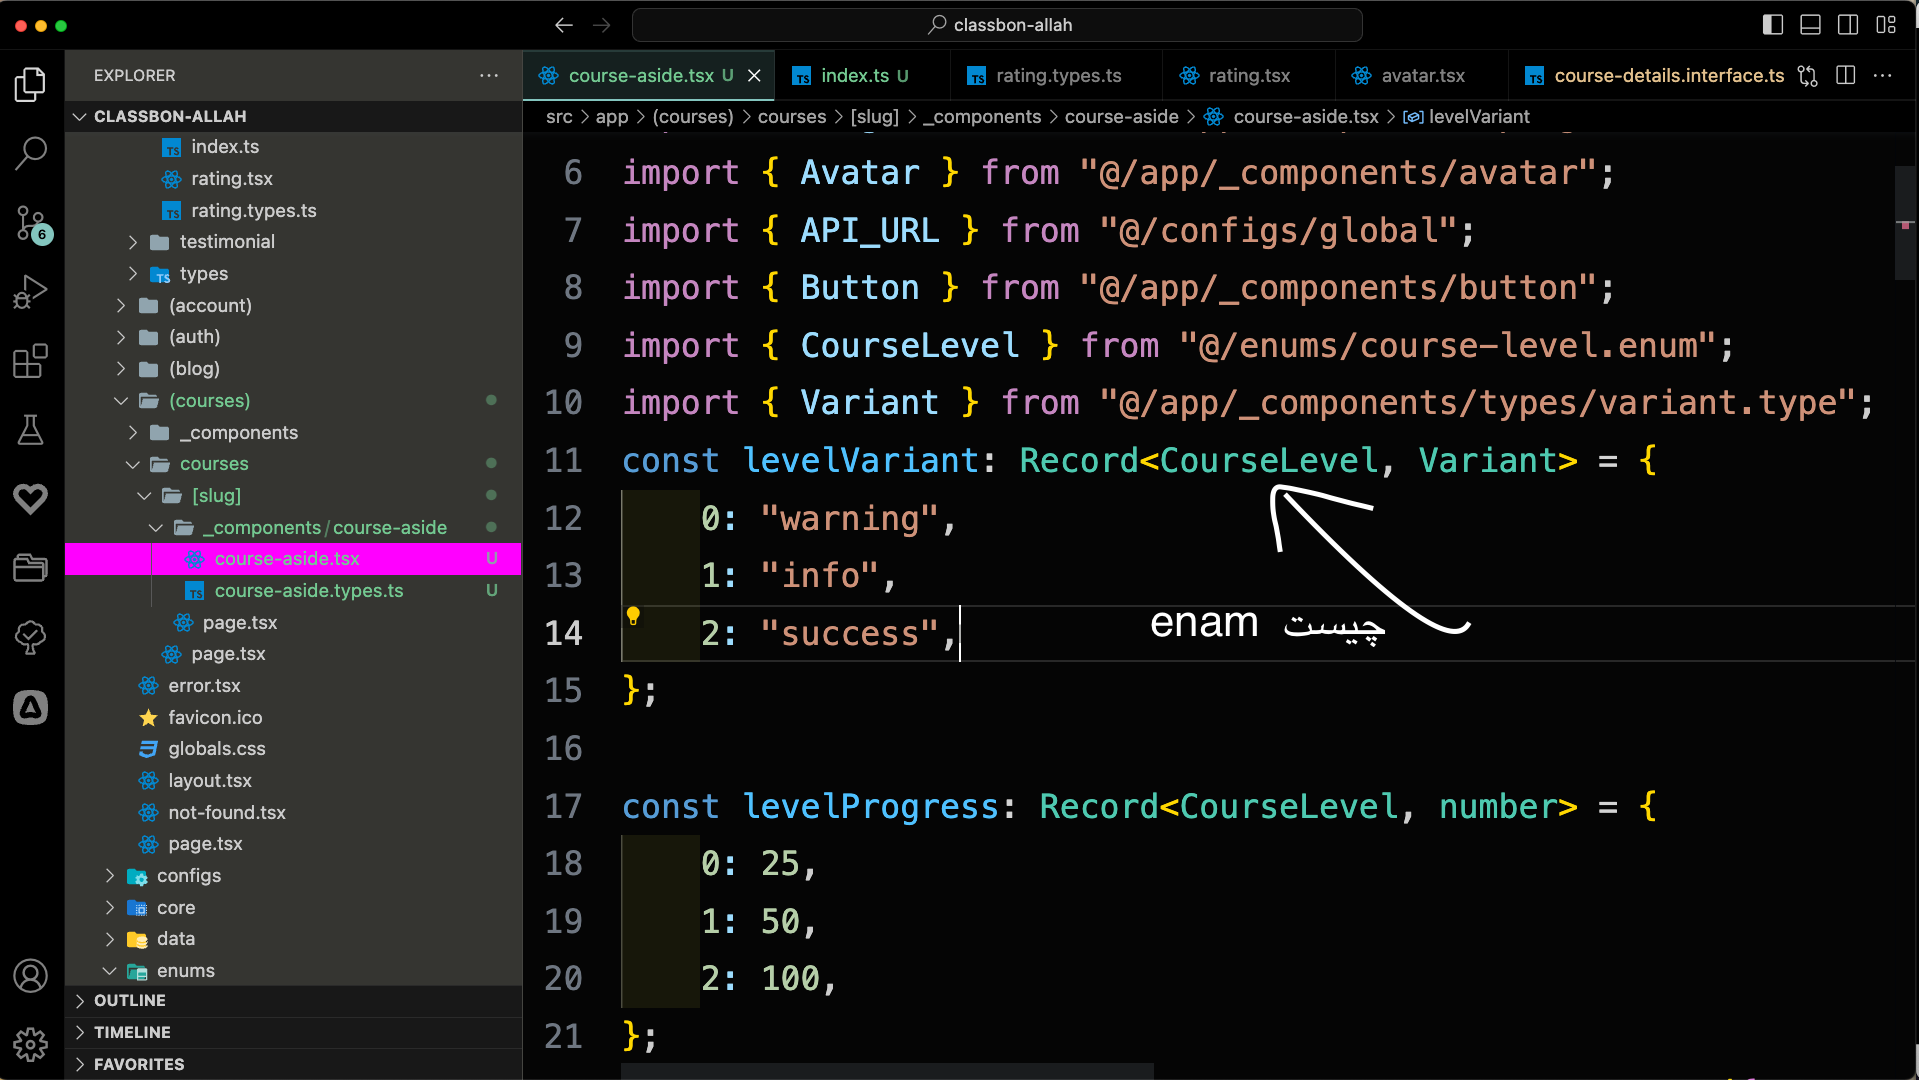 classbon-allah
EXPLORER
CLASSBON-ALLAH
index.ts
rating.tsx
rating.types.ts
testimonial
types
(account)
(auth)
(blog)
(courses)
_components
courses
[slug]
_components/course-aside
course-aside.tsx U
course-aside.types.ts U
page.tsx
page.tsx
error.tsx
favicon.ico
globals.css
layout.tsx
not-found.tsx
page.tsx
configs
core
data
enums
OUTLINE
TIMELINE
FAVORITES
6
course-aside.tsx U index.ts U rating.types.ts rating.tsx avatar.tsx course-details.interface.ts
src > app > (courses) > courses > [slug] > _components > course-aside > course-aside.tsx > levelVariant
6 import { Avatar } from "@/app/_components/avatar";
7 import { API_URL } from "@/configs/global";
8 import { Button } from "@/app/_components/button";
9 import { CourseLevel } from "@/enums/course-level.enum";
10 import { Variant } from "@/app/_components/types/variant.type";
11 const levelVariant: Record<CourseLevel, Variant> = {
12 0: "warning",
13 1: "info",
14 2: "success",
enam چیست
15 };
16
17 const levelProgress: Record<CourseLevel, number> = {
18 0: 25,
19 1: 50,
20 2: 100,
21 };